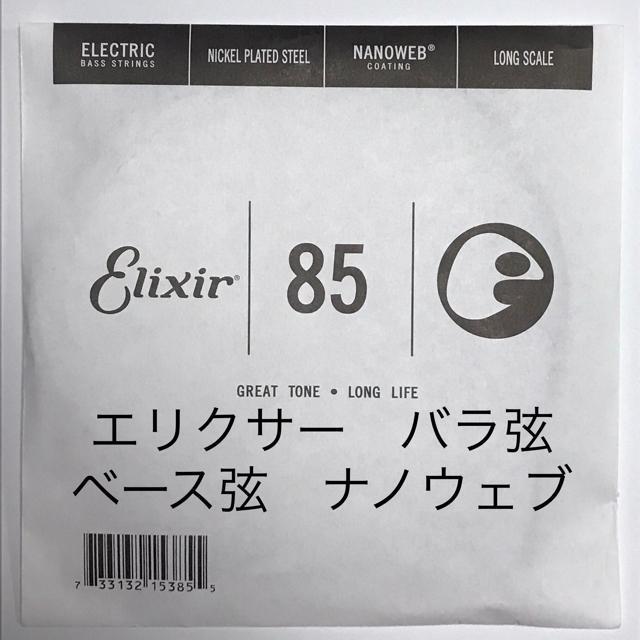 ELECTRIC
BASS STRINGS
NICKEL PLATED STEEL
NANOWEB®
COATING
LONG SCALE
Elixir®
85
GREAT TONE • LONG LIFE
エリクサー　バラ弦
ベース弦　ナノウェブ
7 33132 15385 5